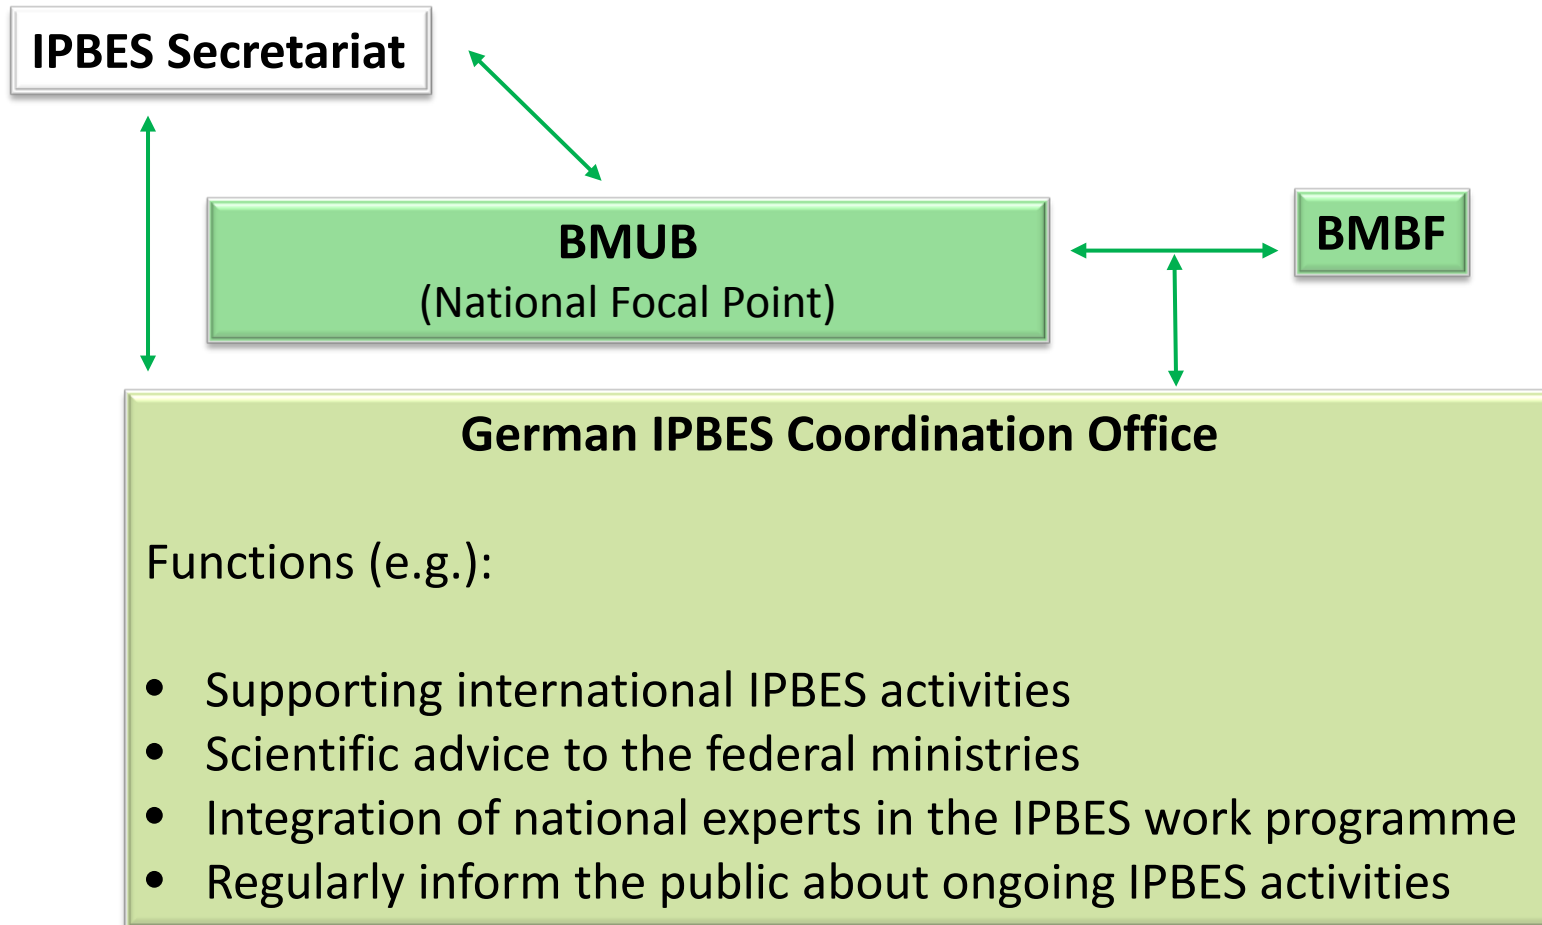 IPBES Secretariat
BMUB
(National Focal Point)
BMBF
German IPBES Coordination Office
Functions (e.g.):
• Supporting international IPBES activities
• Scientific advice to the federal ministries
• Integration of national experts in the IPBES work programme
• Regularly inform the public about ongoing IPBES activities